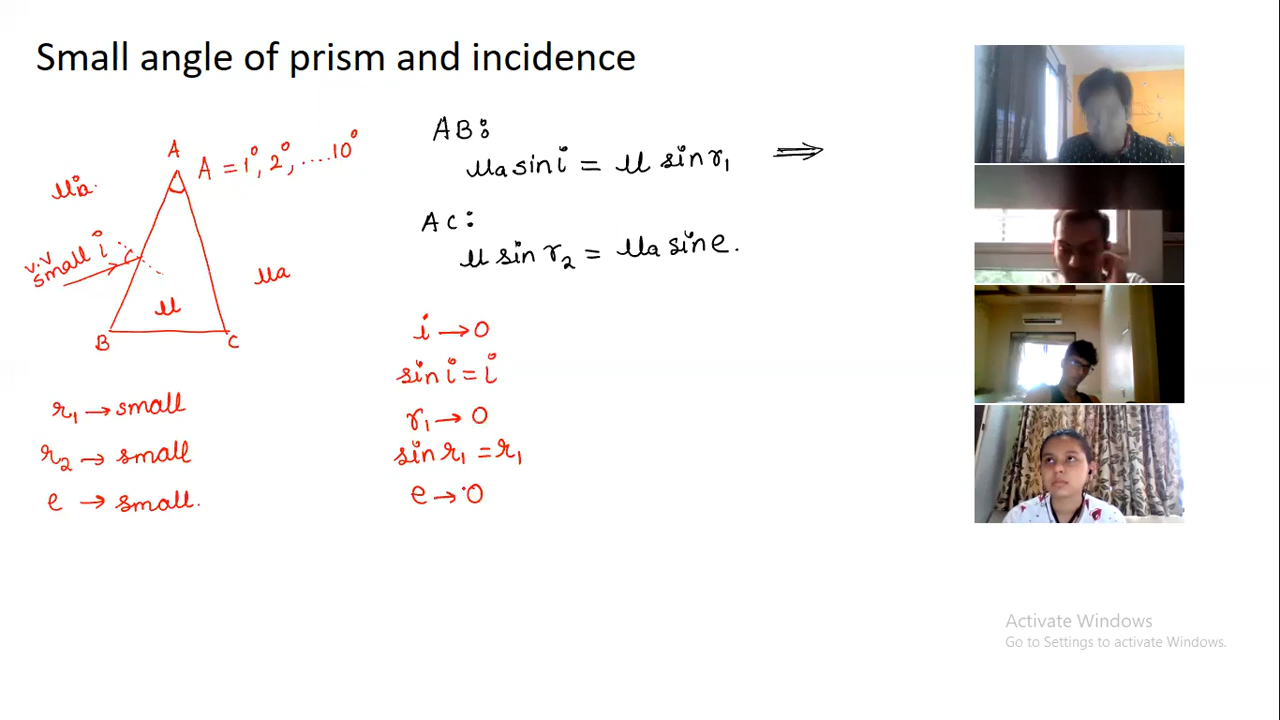 Small angle of prism and incidence
A
A = 1°, 2°, ....10°
μa.
v.v
small i
μ
μa
B
C
AB:
μa sin i = μ sin r₁ ⟹
AC:
μ sin r₂ = μa sin e.
r₁ → small
r₂ → small
e → small.
i → 0
sin i = i
r₁ → 0
sin r₁ = r₁
e → 0
Activate Windows
Go to Settings to activate Windows.